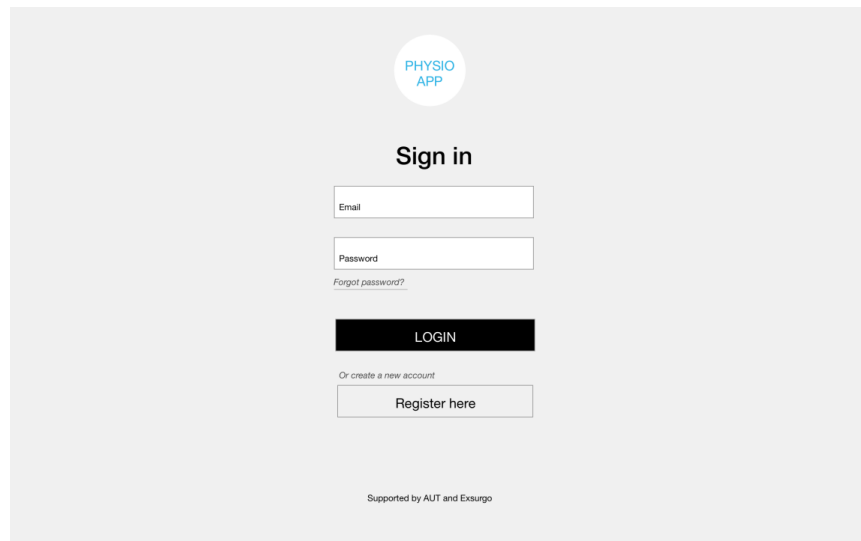 PHYSIO
APP
Sign in
Email
Password
Forgot password?
LOGIN
Or create a new account
Register here
Supported by AUT and Exsurgo